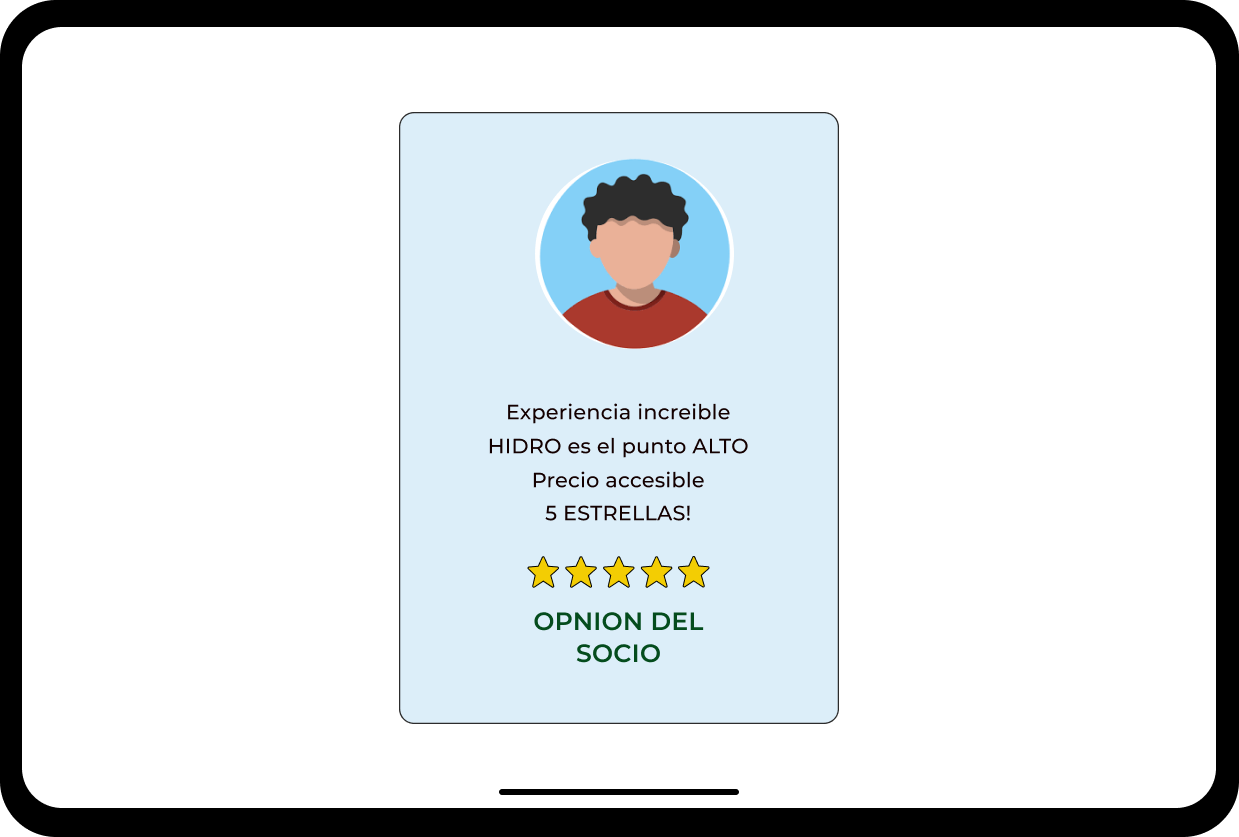 Experiencia increible
HIDRO es el punto ALTO
Precio accesible
5 ESTRELLAS!
OPNION DEL
SOCIO